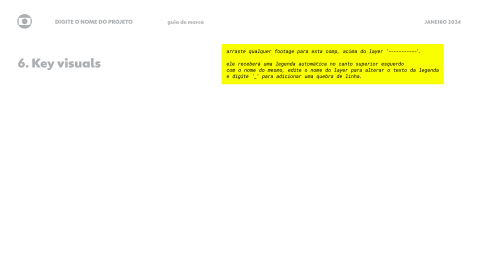 DIGITE O NOME DO PROJETO
guia de marca
JANEIRO 2024
6. Key visuals
arraste qualquer footage para esta comp, acima do layer '-----------'.
ele receberá uma legenda automática no canto superior esquerdo
com o nome do mesmo, edite o nome do layer para alterar o texto da legenda
e digite '_' para adicionar uma quebra de linha.